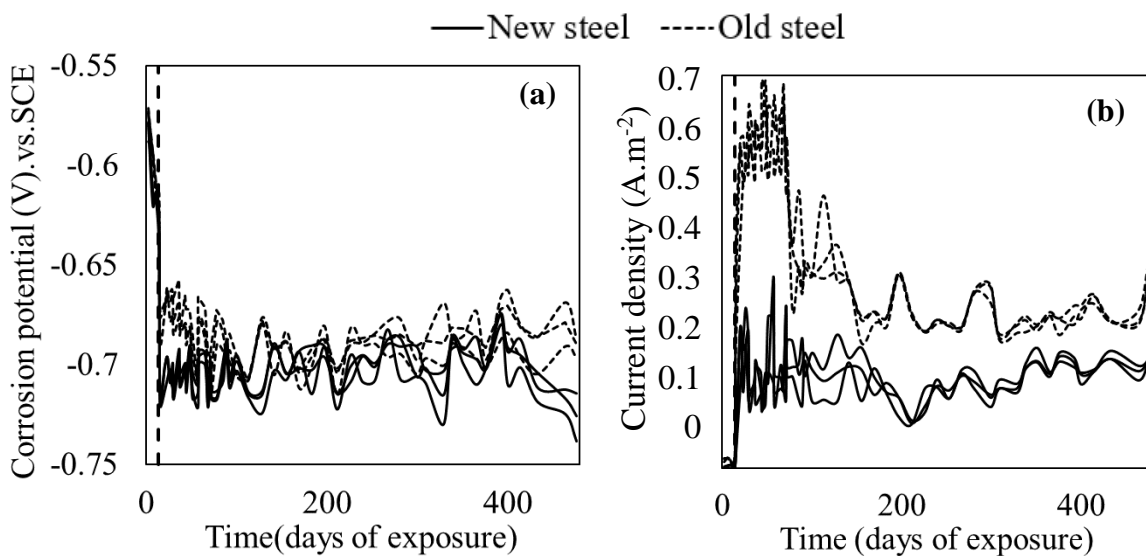 New steel Old steel
(a)
Corrosion potential (V).vs.SCE
-0.55
-0.6
-0.65
-0.7
-0.75
0 200 400
Time(days of exposure)
(b)
Current density (A.m⁻²)
0.7
0.6
0.5
0.4
0.3
0.2
0.1
0
0 200 400
Time (days of exposure)